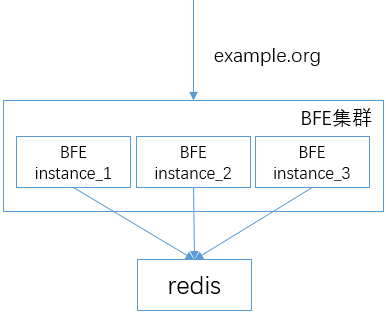 example.org
BFE集群
BFE
instance_1
BFE
instance_2
BFE
instance_3
redis